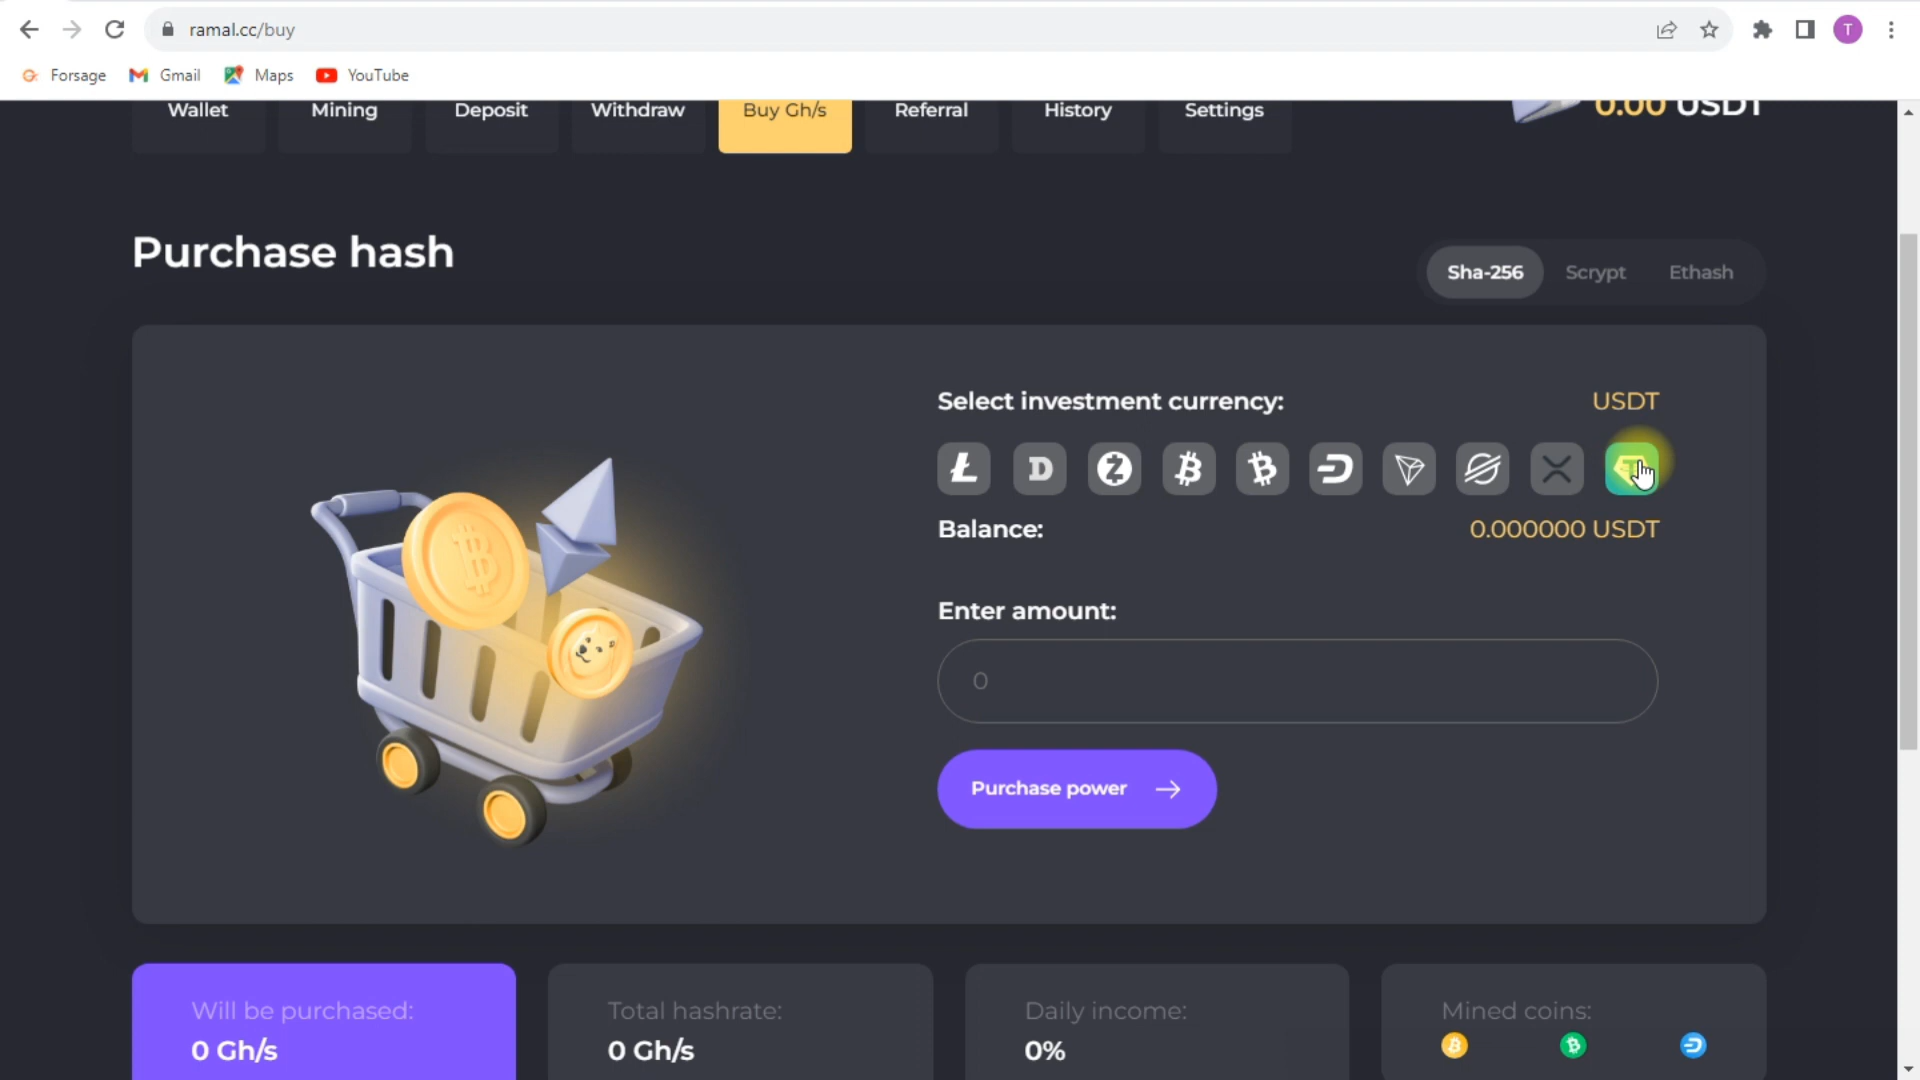 ramal.cc/buy
T
Forsage Gmail Maps YouTube
Wallet Mining Deposit Withdraw Buy Gh/s Referral History Settings 0.00 USDT
Purchase hash
Sha-256 Scrypt Ethash
Select investment currency: USDT
Balance: 0.000000 USDT
Enter amount:
0
Purchase power
Will be purchased: Total hashrate: Daily income: Mined coins:
0 Gh/s 0 Gh/s 0%